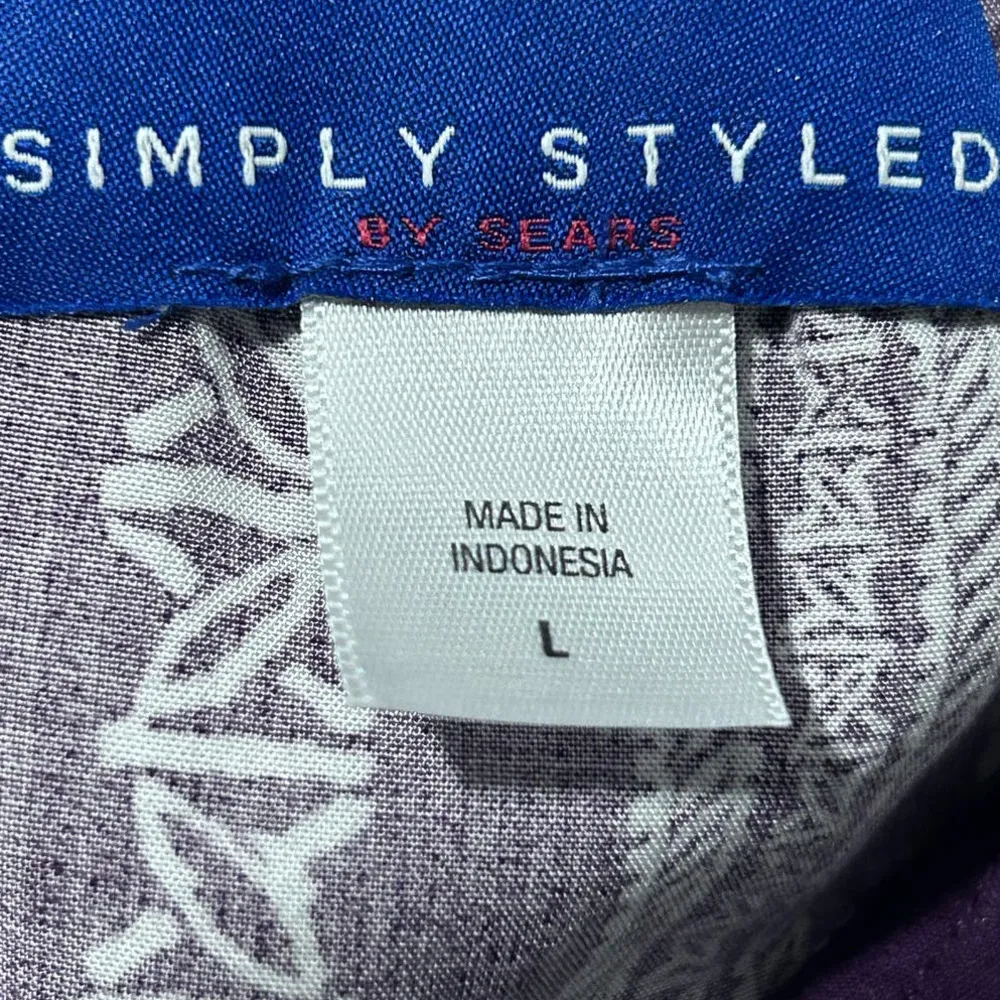 SIMPLY STYLED
BY SEARS
MADE IN
INDONESIA
L